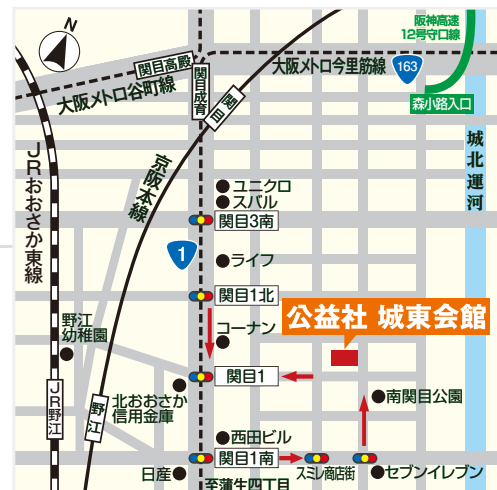 N
阪神高速
12号守口線
関目高殿
大阪メトロ今里筋線
163
大阪メトロ谷町線
関目成育
関目
森小路入口
城北運河
JRおおさか東線
京阪本線
ユニクロ
スバル
関目3南
1
ライフ
関目1北
公益社 城東会館
コーナン
野江
幼稚園
関目1
北おおさか
信用金庫
南関目公園
JR野江
野江
西田ビル
関目1南
日産
スミレ商店街
セブンイレブン
至蒲生四丁目